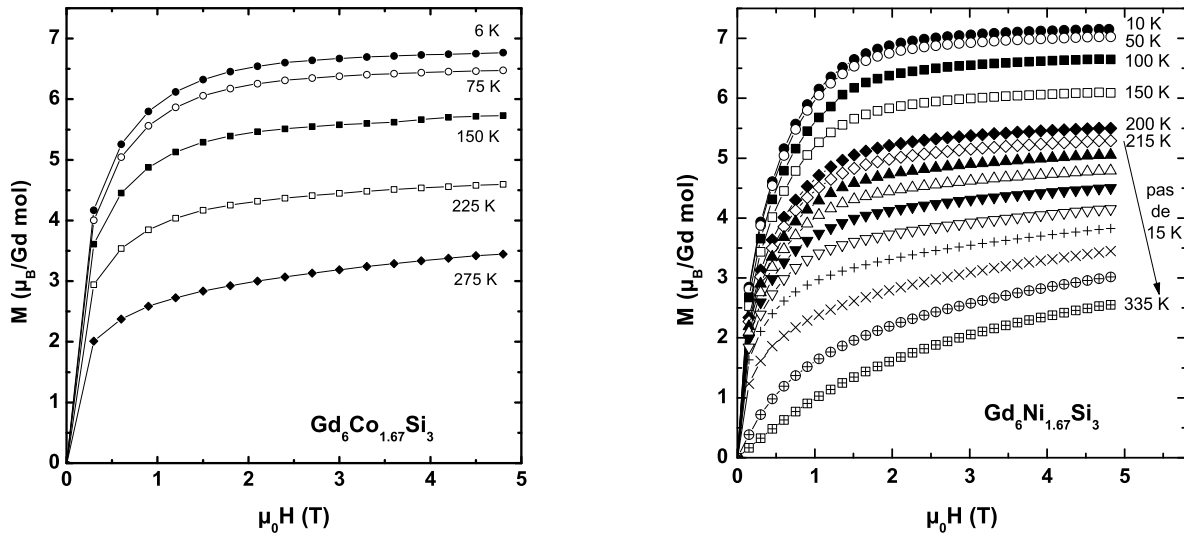 7
6
5
4
3
2
1
0
M (μB/Gd mol)
6 K
75 K
150 K
225 K
275 K
Gd6Co1.67Si3
0 1 2 3 4 5
μ0H (T)
7
6
5
4
3
2
1
0
M (μB/Gd mol)
10 K
50 K
100 K
150 K
200 K
215 K
pas
de
15 K
335 K
Gd6Ni1.67Si3
0 1 2 3 4 5
μ0H (T)